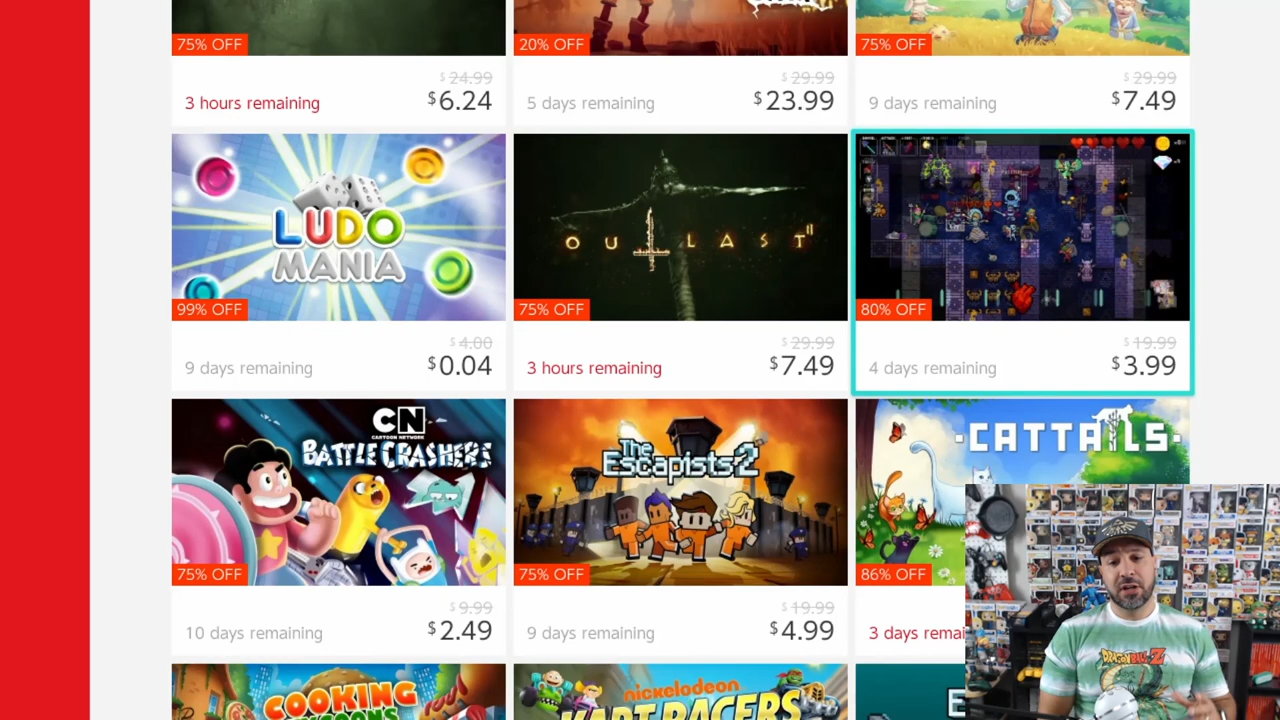 75% OFF
20% OFF
75% OFF
$24.99
3 hours remaining
$6.24
$29.99
5 days remaining
$23.99
$29.99
9 days remaining
$7.49
LUDO
MANIA
99% OFF
$4.00
9 days remaining
$0.04
OUTLAST II
75% OFF
$29.99
3 hours remaining
$7.49
80% OFF
$19.99
4 days remaining
$3.99
CN
CARTOON NETWORK
BATTLE CRASHERS
75% OFF
$9.99
10 days remaining
$2.49
The
Escapists 2
75% OFF
$19.99
9 days remaining
$4.99
CATTAILS
86% OFF
3 days remai
DRAGON BALL Z
COOKING
TYCOONS
nickelodeon
KART RACERS